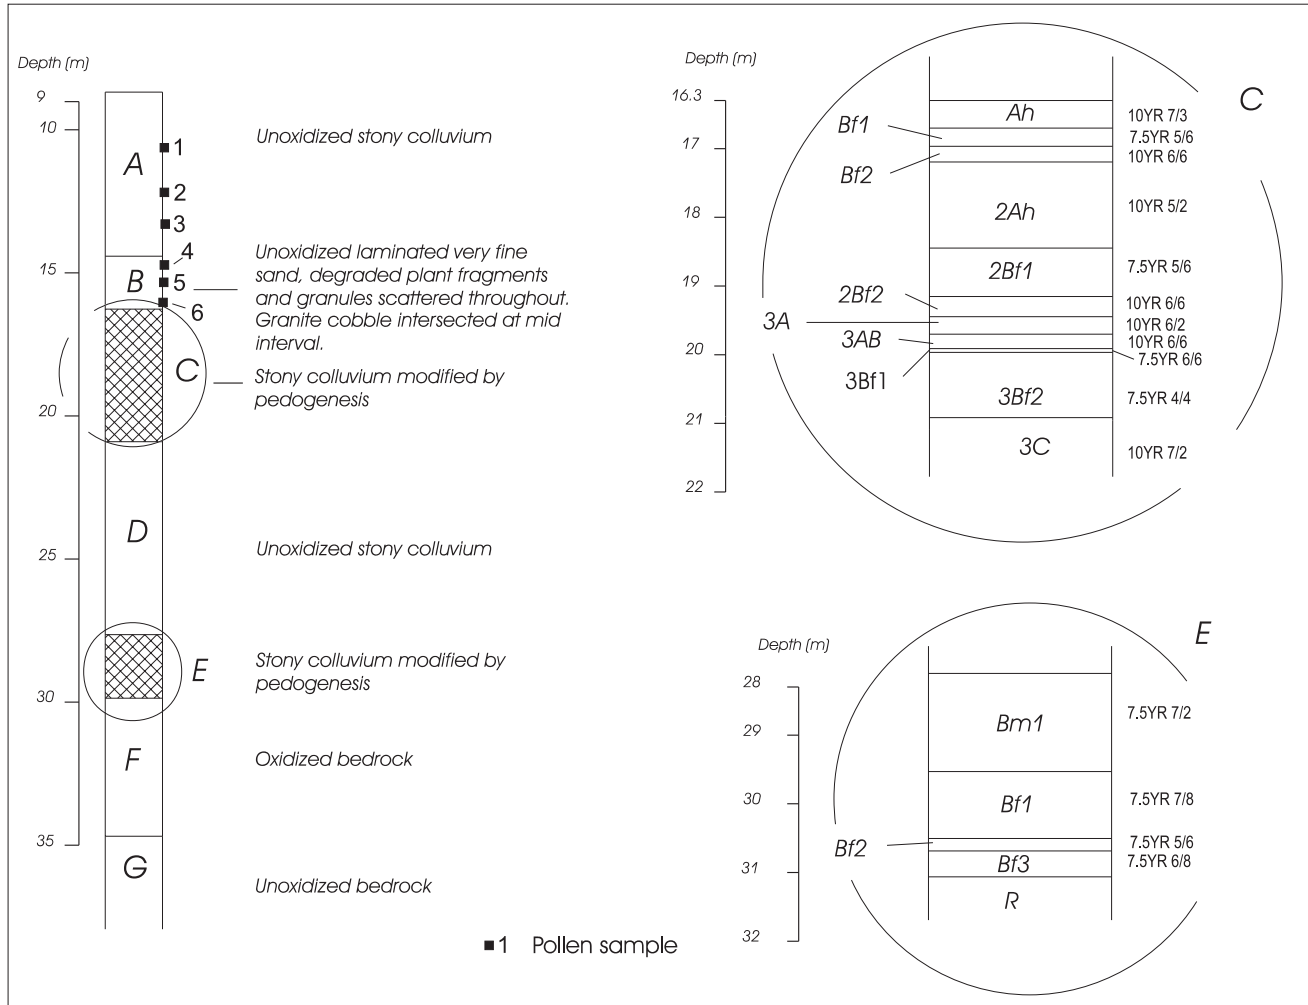 Depth (m)
9
10
15
20
25
30
35
A
B
C
D
E
F
G
1
2
3
4
5
6
Unoxidized stony colluvium
Unoxidized laminated very fine
sand, degraded plant fragments
and granules scattered throughout.
Granite cobble intersected at mid
interval.
Stony colluvium modified by
pedogenesis
Unoxidized stony colluvium
Stony colluvium modified by
pedogenesis
Oxidized bedrock
Unoxidized bedrock
1 Pollen sample
C
Depth (m)
16.3
17
18
19
20
21
22
Ah
Bf1
Bf2
2Ah
2Bf1
2Bf2
3A
3AB
3Bf1
3Bf2
3C
10YR 7/3
7.5YR 5/6
10YR 6/6
10YR 5/2
7.5YR 5/6
10YR 6/6
10YR 6/2
10YR 6/6
7.5YR 6/6
7.5YR 4/4
10YR 7/2
E
Depth (m)
28
29
30
31
32
Bm1
Bf1
Bf2
Bf3
R
7.5YR 7/2
7.5YR 7/8
7.5YR 5/6
7.5YR 6/8